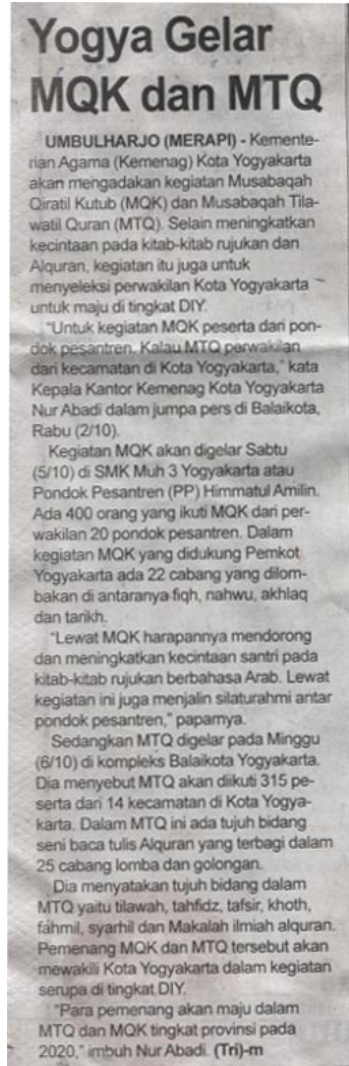 Yogya Gelar
MQK dan MTQ
UMBULHARJO (MERAPI) - Kemente-
rian Agama (Kemenag) Kota Yogyakarta
akan mengadakan kegiatan Musabaqah
Qiratil Kutub (MQK) dan Musabaqah Tila-
watil Quran (MTQ). Selain meningkatkan
kecintaan pada kitab-kitab rujukan dan
Alquran, kegiatan itu juga untuk
menyeleksi perwakilan Kota Yogyakarta
untuk maju di tingkat DIY.
"Untuk kegiatan MQK peserta dari pon-
dok pesantren. Kalau MTQ perwakilan
dari kecamatan di Kota Yogyakarta," kata
Kepala Kantor Kemenag Kota Yogyakarta
Nur Abadi dalam jumpa pers di Balaikota,
Rabu (2/10).
Kegiatan MQK akan digelar Sabtu
(5/10) di SMK Muh 3 Yogyakarta atau
Pondok Pesantren (PP) Himmatul Amilin.
Ada 400 orang yang ikuti MQK dari per-
wakilan 20 pondok pesantren. Dalam
kegiatan MQK yang didukung Pemkot
Yogyakarta ada 22 cabang yang dilom-
bakan di antaranya fiqh, nahwu, akhlaq
dan tarikh.
"Lewat MQK harapannya mendorong
dan meningkatkan kecintaan santri pada
kitab-kitab rujukan berbahasa Arab. Lewat
kegiatan ini juga menjalin silaturahmi antar
pondok pesantren," paparnya.
Sedangkan MTQ digelar pada Minggu
(6/10) di kompleks Balaikota Yogyakarta.
Dia menyebut MTQ akan diikuti 315 pe-
serta dari 14 kecamatan di Kota Yogya-
karta. Dalam MTQ ini ada tujuh bidang
seni baca tulis Alquran yang terbagi dalam
25 cabang lomba dan golongan.
Dia menyatakan tujuh bidang dalam
MTQ yaitu tilawah, tahfidz, tafsir, khoth,
fahmil, syarhil dan Makalah ilmiah alquran.
Pemenang MQK dan MTQ tersebut akan
mewakili Kota Yogyakarta dalam kegiatan
serupa di tingkat DIY.
"Para pemenang akan maju dalam
MTQ dan MQK tingkat provinsi pada
2020," imbuh Nur Abadi. (Tri)-m